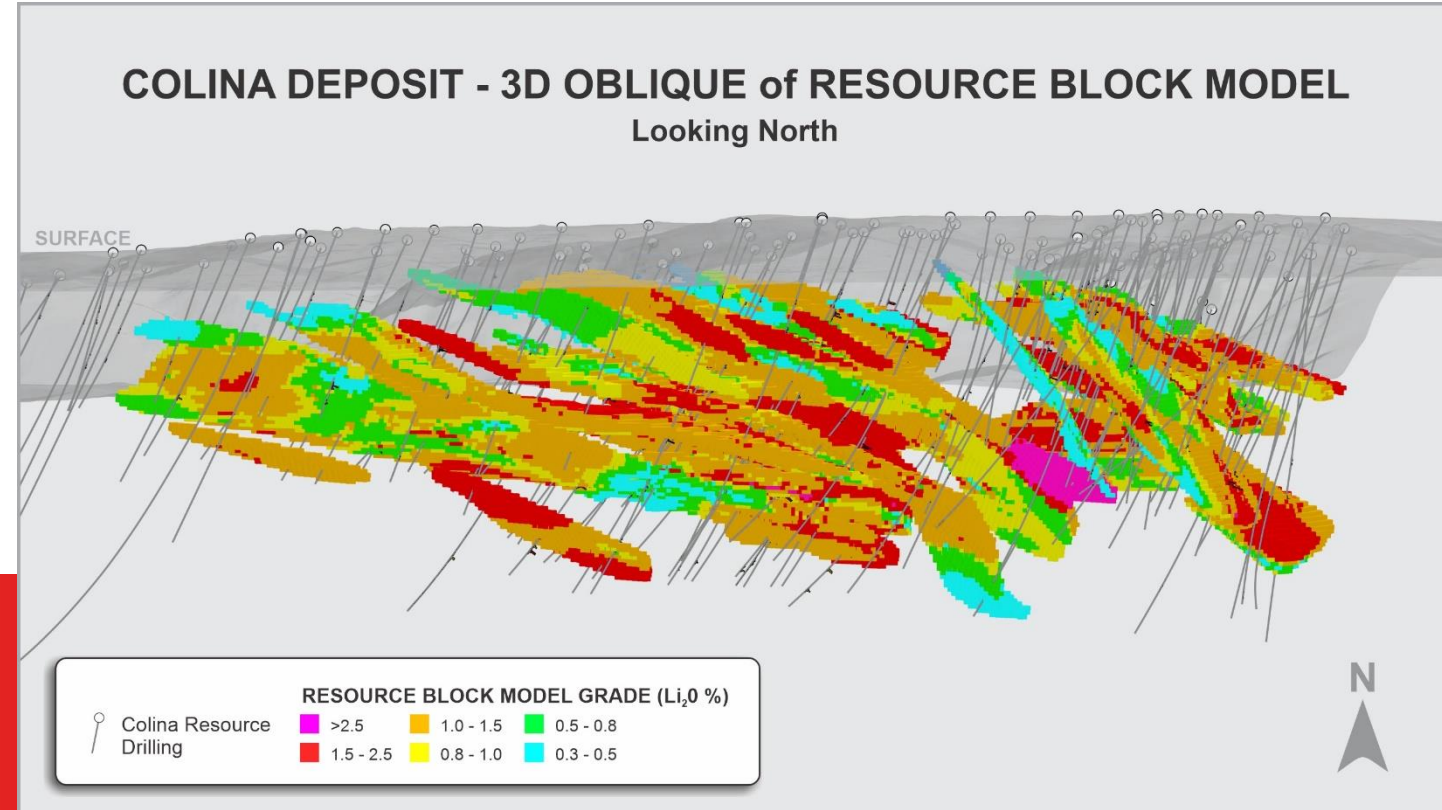 COLINA DEPOSIT - 3D OBLIQUE of RESOURCE BLOCK MODEL
Looking North
SURFACE
RESOURCE BLOCK MODEL GRADE (Li₂0 %)
Colina Resource
Drilling
>2.5
1.0 - 1.5
0.5 - 0.8
1.5 - 2.5
0.8 - 1.0
0.3 - 0.5
N